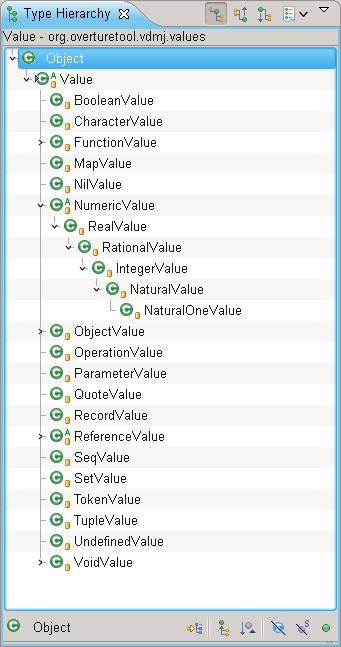 Type Hierarchy
Value - org.overturetool.vdmj.values
Object
Value
BooleanValue
CharacterValue
FunctionValue
MapValue
NilValue
NumericValue
RealValue
RationalValue
IntegerValue
NaturalValue
NaturalOneValue
ObjectValue
OperationValue
ParameterValue
QuoteValue
RecordValue
ReferenceValue
SeqValue
SetValue
TokenValue
TupleValue
UndefinedValue
VoidValue
Object